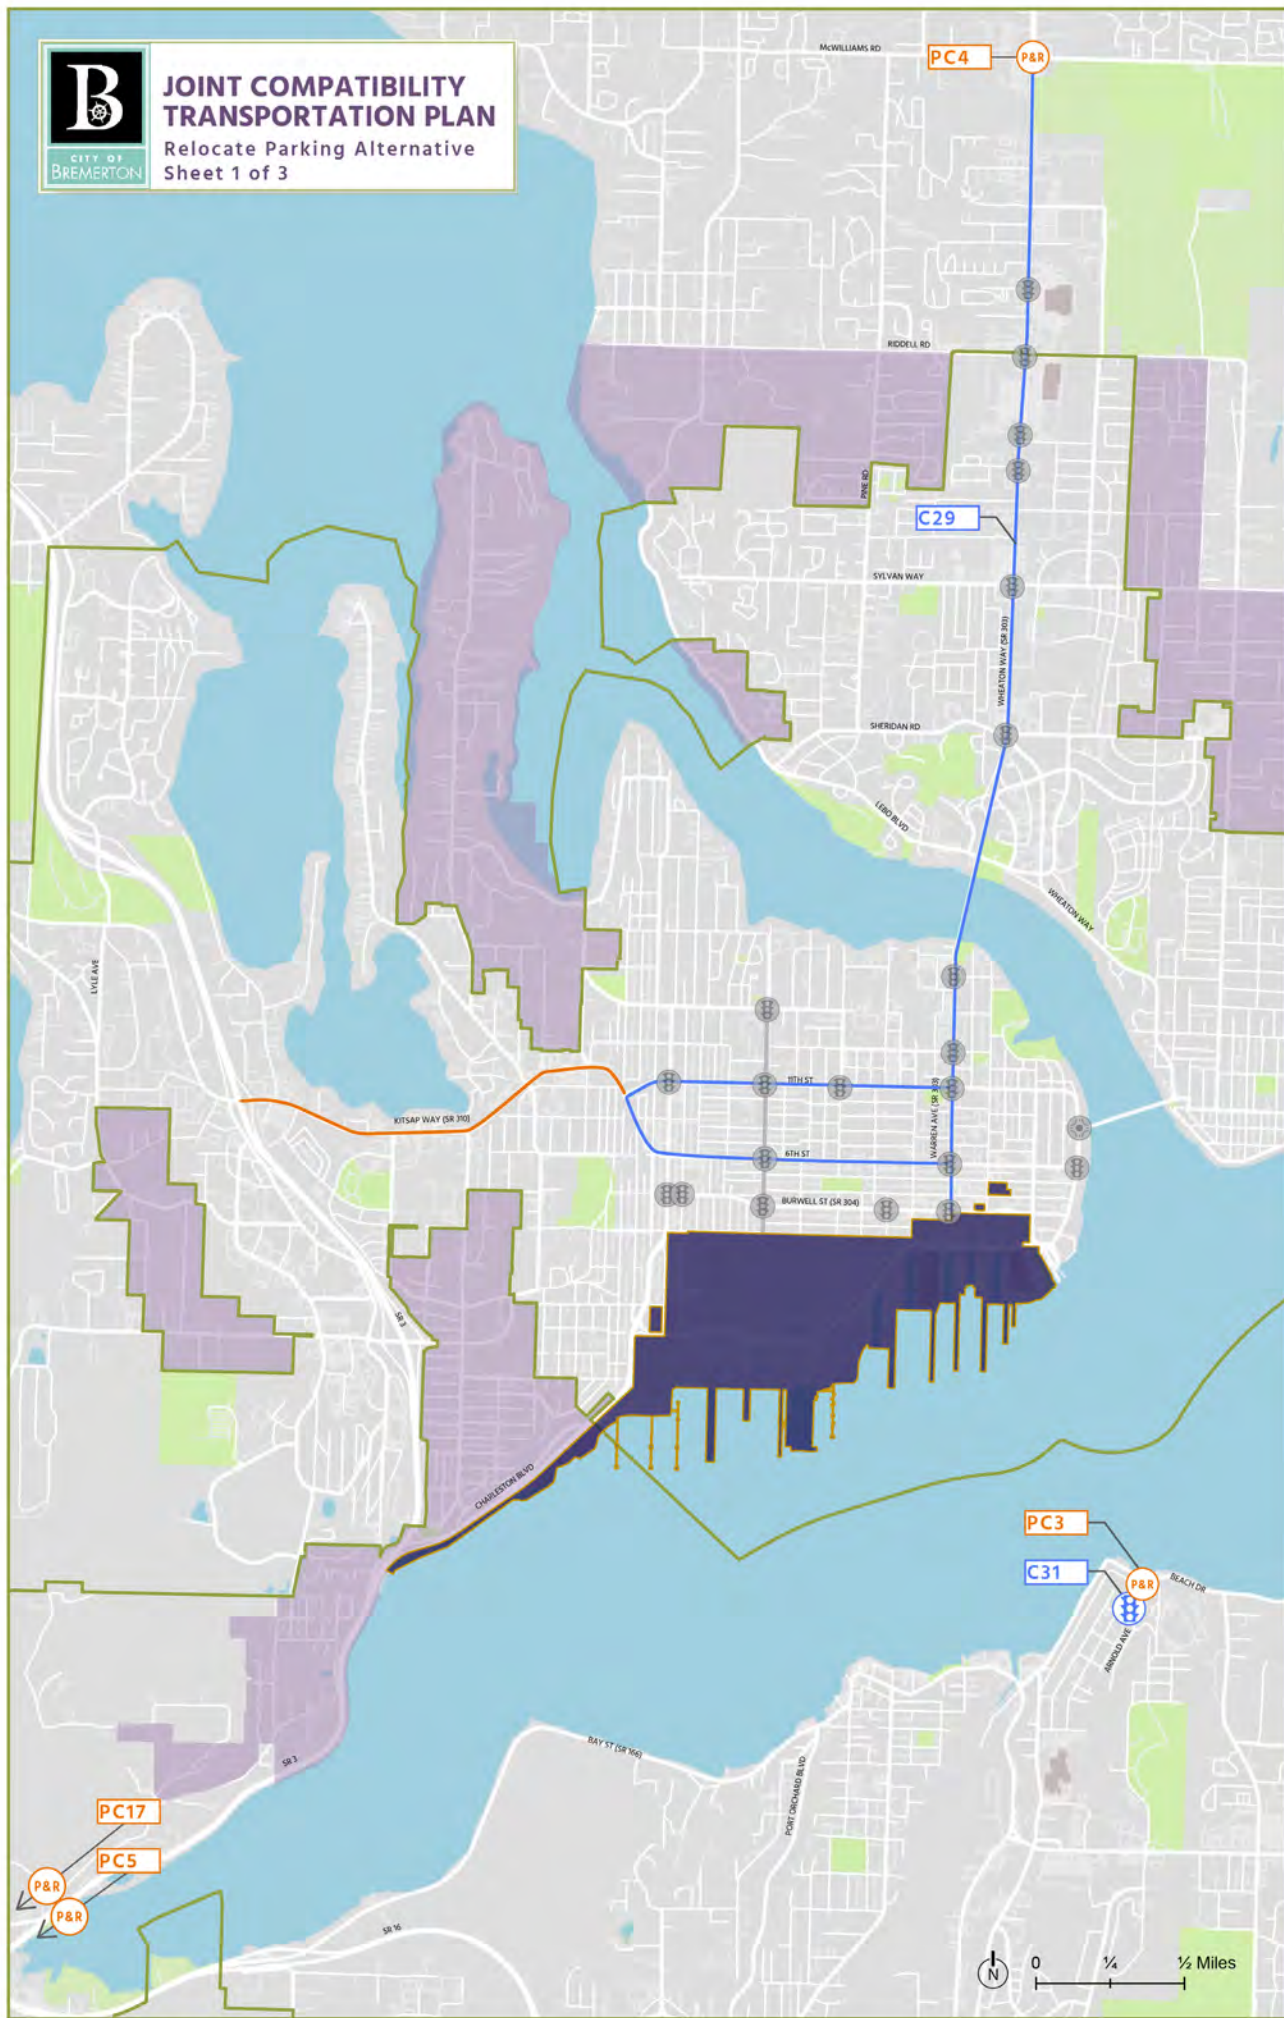 McWILLIAMS RD
PC4
P&R
B
CITY OF
BREMERTON
JOINT COMPATIBILITY
TRANSPORTATION PLAN
Relocate Parking Alternative
Sheet 1 of 3
RIDDELL RD
PINE RD
C29
SYLVAN WAY
WHEATON WAY (SR 303)
SHERIDAN RD
LEBO BLVD
WHEATON WAY
LYLE AVE
11TH ST
KITSAP WAY (SR 310)
WARREN AVE (SR 303)
6TH ST
BURWELL ST (SR 304)
SR 3
CHARLESTON BLVD
PC3
C31
P&R
BEACH DR
ARNOLD AVE
BAY ST (SR 166)
SR 3
PORT ORCHARD BLVD
PC17
PC5
P&R
P&R
SR 16
N
0 ¼ ½ Miles